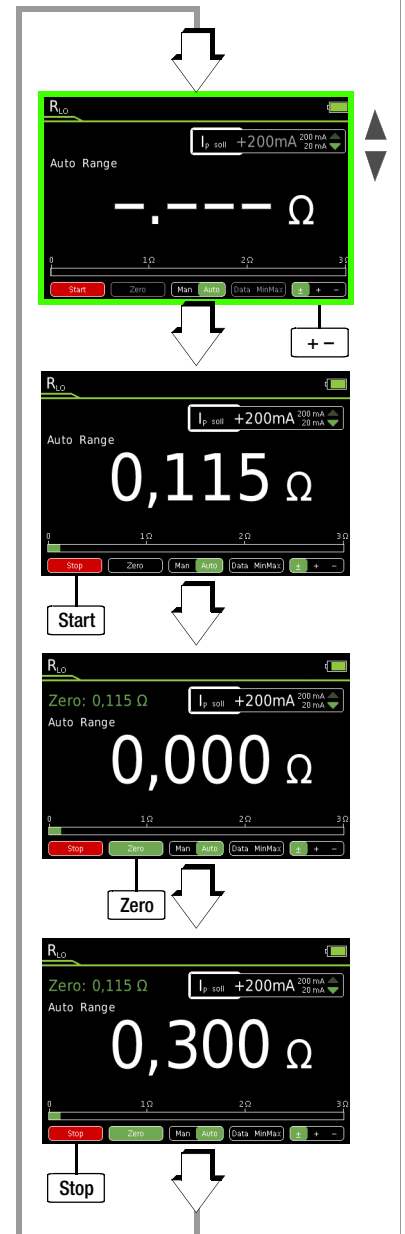 R LO
Ip soll +200mA 200 mA
20 mA
Auto Range
–.––– Ω
0 1Ω 2Ω 3Ω
Start Zero Man Auto Data MinMax ± + −
+ −
R LO
Ip soll +200mA 200 mA
20 mA
Auto Range
0,115 Ω
0 1Ω 2Ω 3Ω
Stop Zero Man Auto Data MinMax ± + −
Start
R LO
Zero: 0,115 Ω Ip soll +200mA 200 mA
20 mA
Auto Range
0,000 Ω
0 1Ω 2Ω 3Ω
Stop Zero Man Auto Data MinMax ± + −
Zero
R LO
Zero: 0,115 Ω Ip soll +200mA 200 mA
20 mA
Auto Range
0,300 Ω
0 1Ω 2Ω 3Ω
Stop Zero Man Auto Data MinMax ± + −
Stop